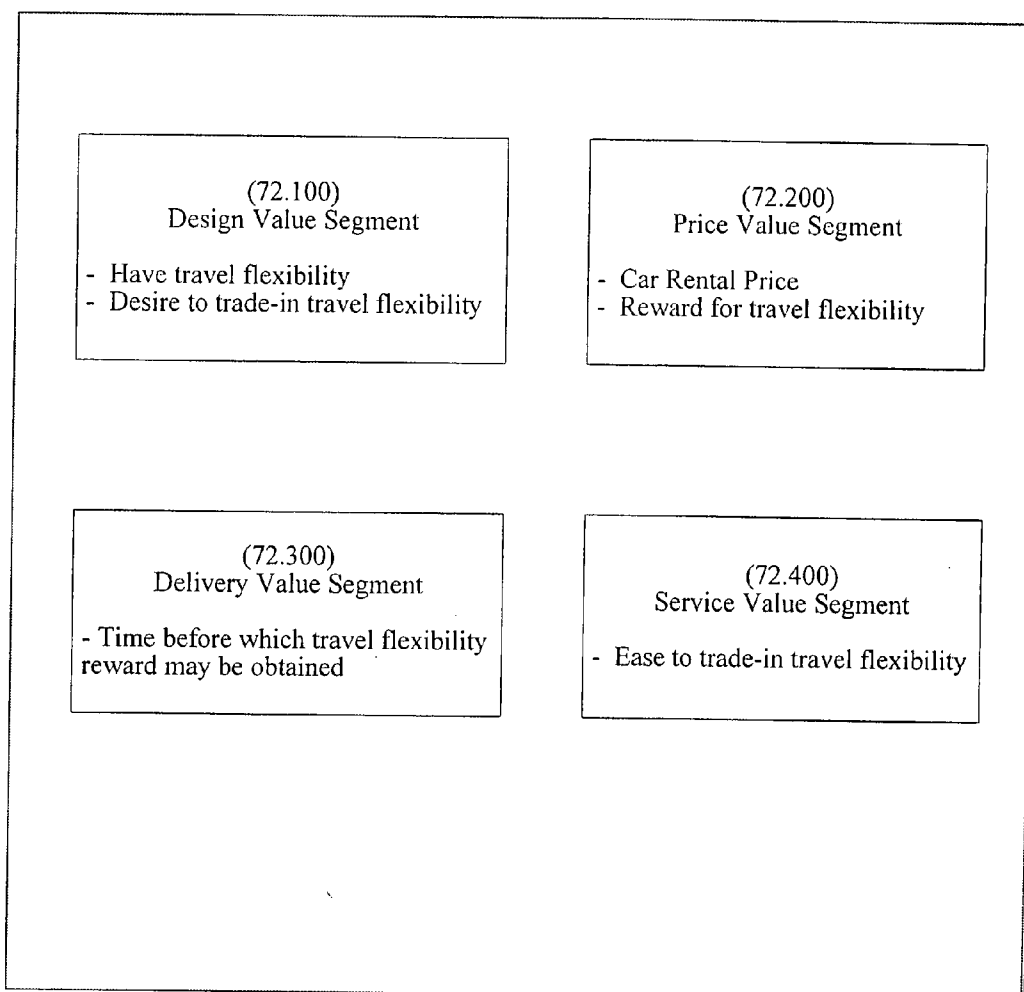 (72.100)
Design Value Segment
- Have travel flexibility
- Desire to trade-in travel flexibility
(72.200)
Price Value Segment
- Car Rental Price
- Reward for travel flexibility
(72.300)
Delivery Value Segment
- Time before which travel flexibility
reward may be obtained
(72.400)
Service Value Segment
- Ease to trade-in travel flexibility